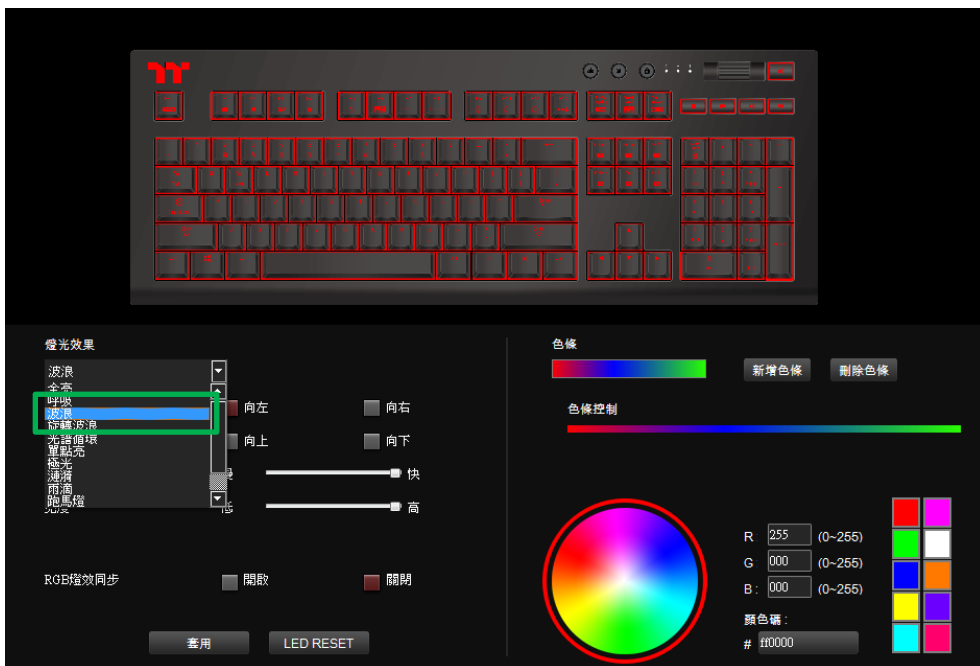 燈光效果
波浪
全亮
呼吸
波浪
旋轉波浪
光譜循環
單點亮
極光
漣漪
雨滴
跑馬燈
向左
向右
向上
向下
快
低
高
RGB燈效同步
開啟
關閉
套用
LED RESET
色條
新增色條
刪除色條
色條控制
R 255 (0~255)
G 000 (0~255)
B : 000 (0~255)
顏色碼 :
# ff0000